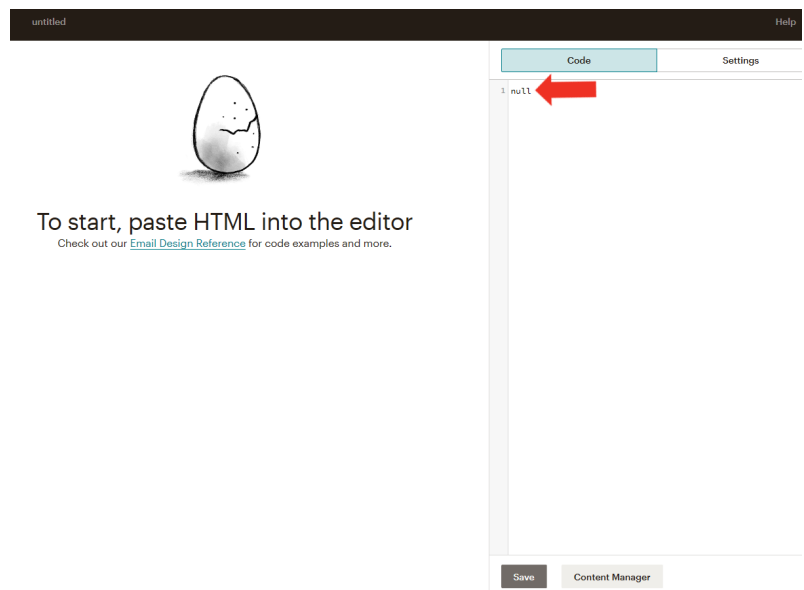 untitled
Help
To start, paste HTML into the editor
Check out our Email Design Reference for code examples and more.
Code
Settings
1 null
Save
Content Manager